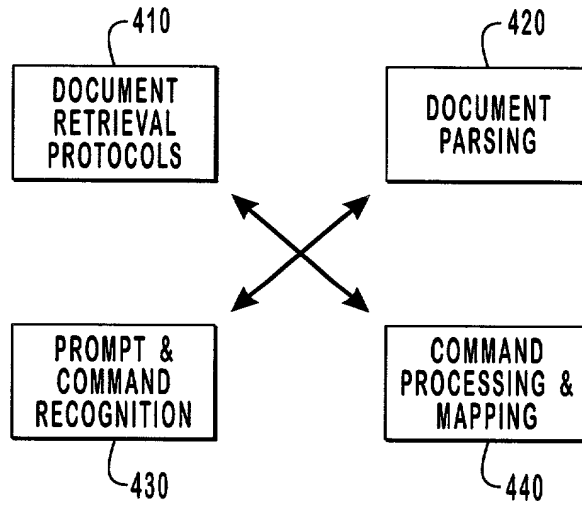 410
DOCUMENT
RETRIEVAL
PROTOCOLS
420
DOCUMENT
PARSING
PROMPT &
COMMAND
RECOGNITION
430
COMMAND
PROCESSING &
MAPPING
440